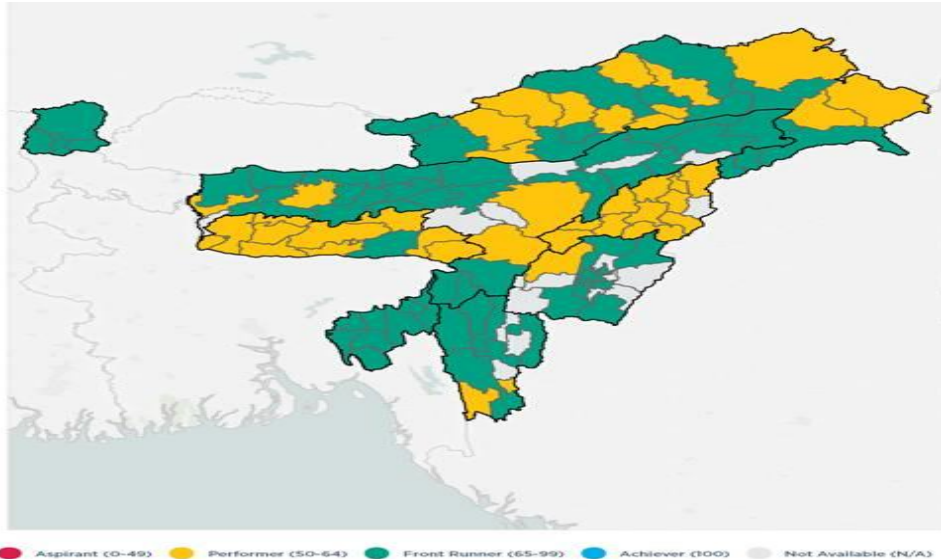 Aspirant (0-49) Performer (50-64) Front Runner (65-99) Achiever (100) Not Available (N/A)